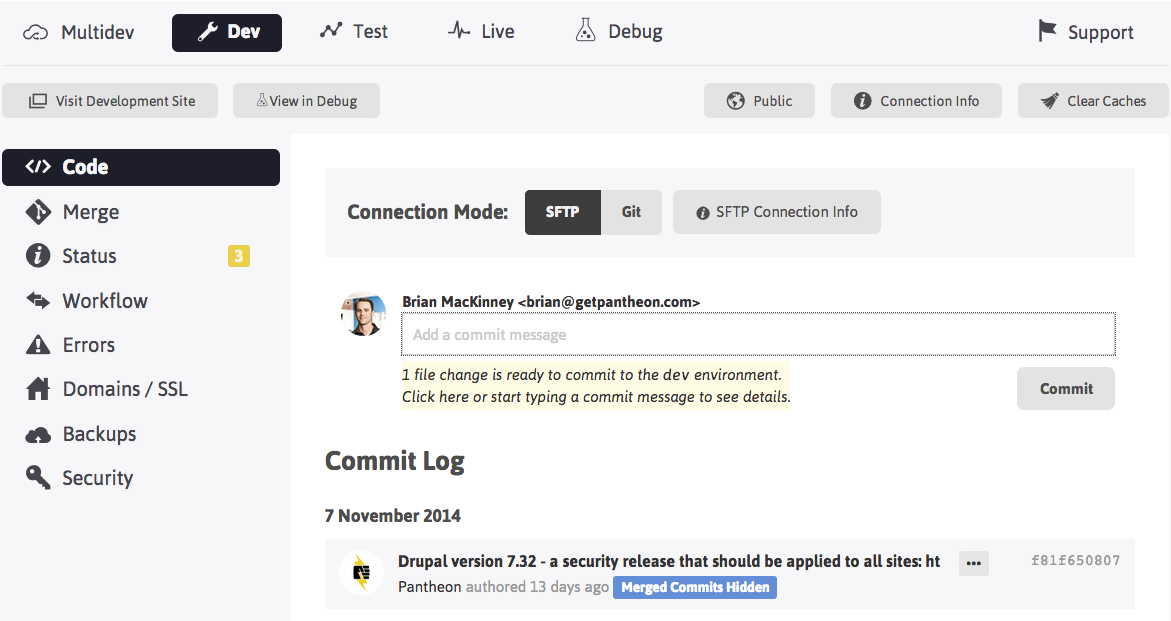 Multidev Dev Test Live Debug Support
Visit Development Site View in Debug Public Connection Info Clear Caches
Code
Merge
Status 3
Workflow
Errors
Domains / SSL
Backups
Security
Connection Mode: SFTP Git SFTP Connection Info
Brian MacKinney <brian@getpantheon.com>
Add a commit message
1 file change is ready to commit to the dev environment.
Click here or start typing a commit message to see details.
Commit
Commit Log
7 November 2014
Drupal version 7.32 - a security release that should be applied to all sites: ht ••• f81f650807
Pantheon authored 13 days ago Merged Commits Hidden